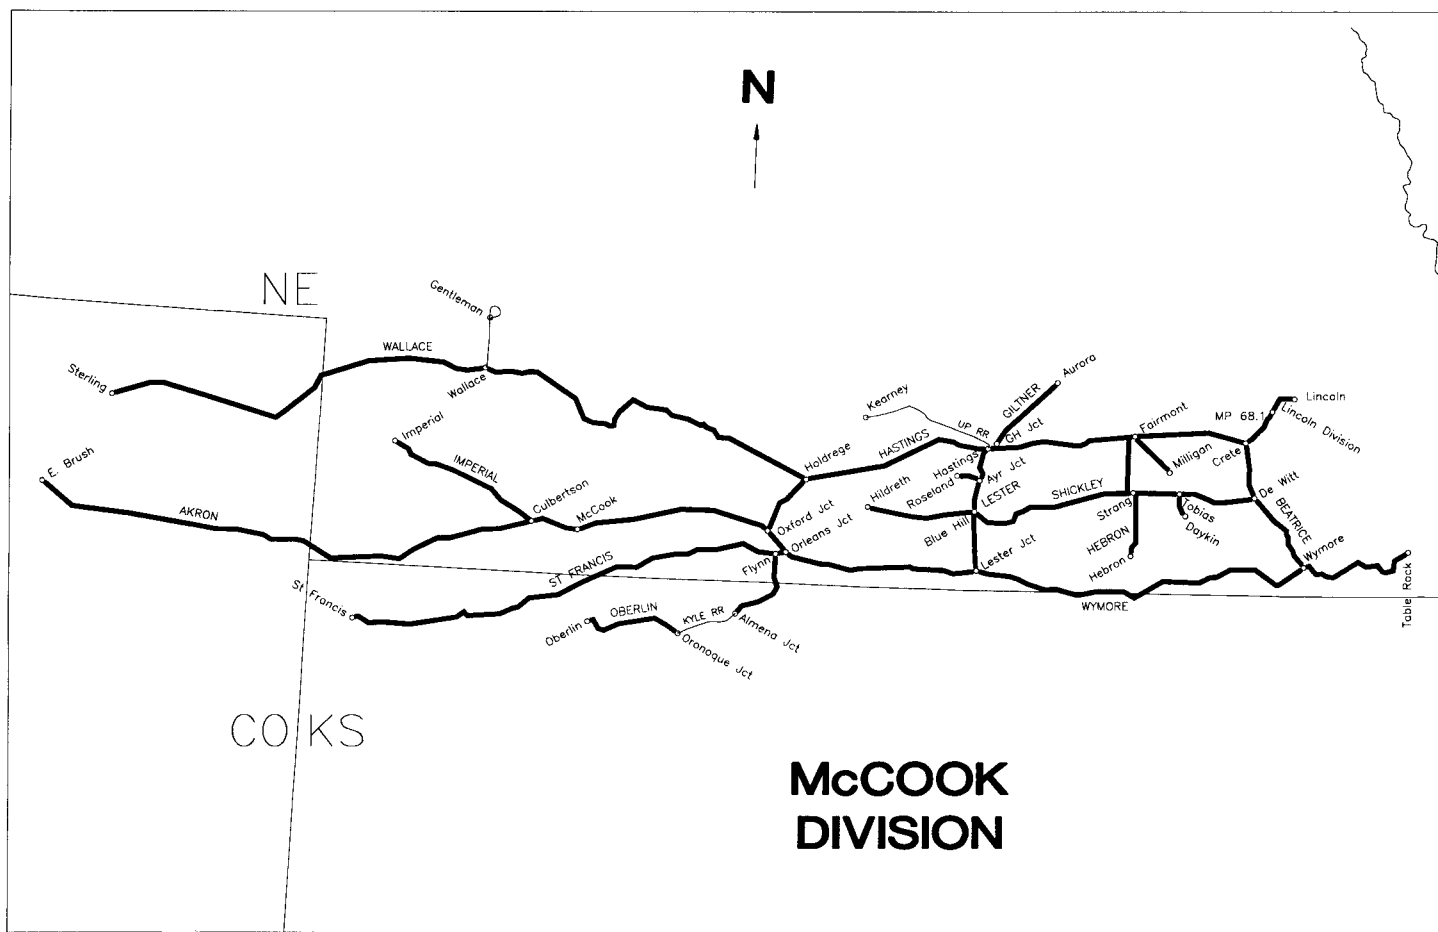 N
NE
Gentleman
WALLACE
Sterling
Wallace
Aurora
Kearney
GILTNER
Lincoln
MP 68.1
Lincoln Division
Imperial
UP RR
GH Jct
Fairmont
E. Brush
HASTINGS
Hastings
Crete
Holdrege
Milligan
IMPERIAL
Hildreth
Roseland
Ayr Jct
SHICKLEY
De Witt
AKRON
Culbertson
McCook
LESTER
Strang
Tobias
BEATRICE
Oxford Jct
Blue Hill
Daykin
Orleans Jct
HEBRON
Wymore
Flynn
Lester Jct
Hebron
ST FRANCIS
St Francis
WYMORE
Table Rock
OBERLIN
KYLE RR
Oberlin
Almena Jct
Oronoque Jct
CO KS
McCOOK
DIVISION